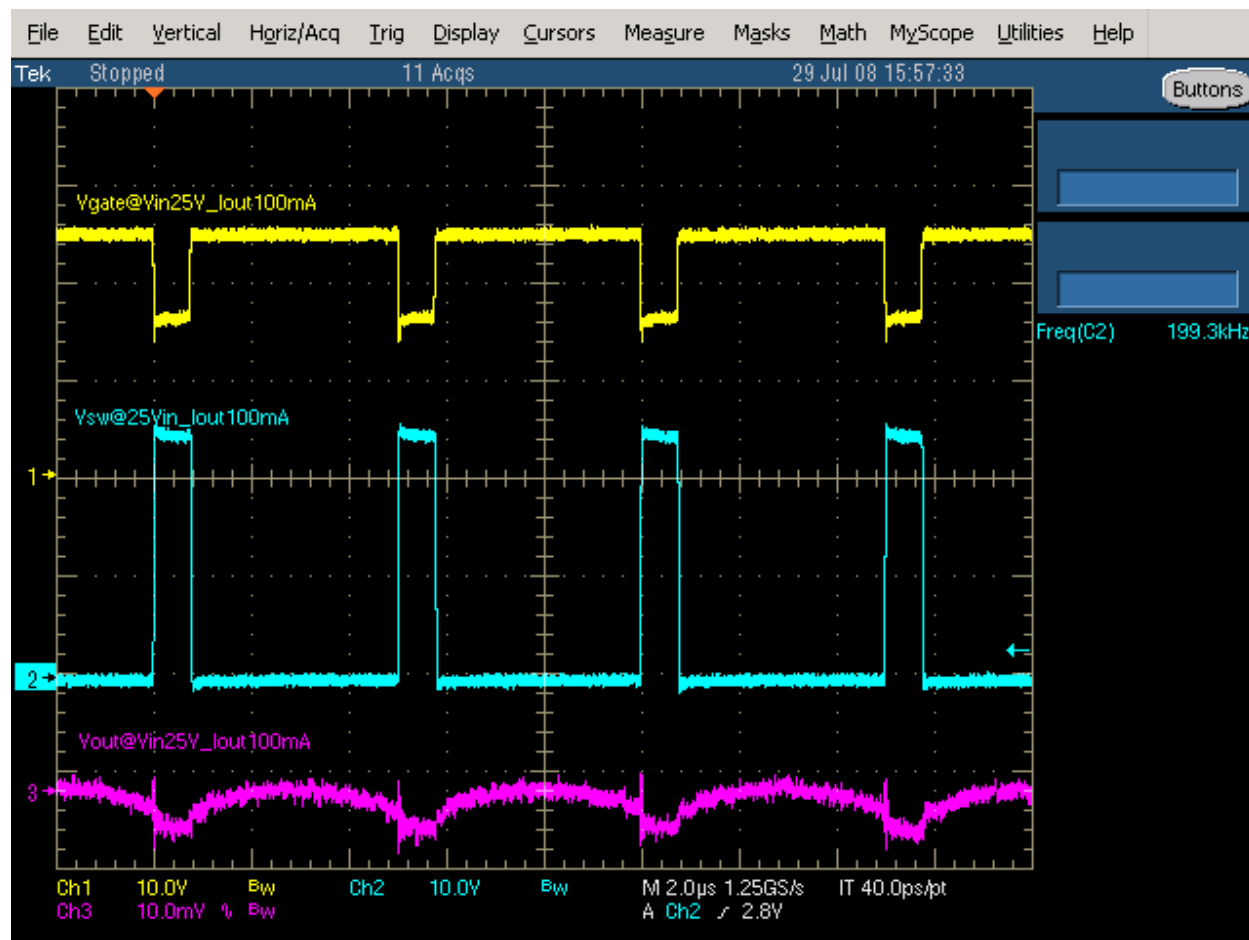 File Edit Vertical Horiz/Acq Trig Display Cursors Measure Masks Math MyScope Utilities Help
Tek Stopped 11 Acqs 29 Jul 08 15:57:33
Buttons
Vgate@Vin25V_Iout100mA
Freq(C2) 199.3kHz
Vsw@25Vin_Iout100mA
1
2
Vout@Vin25V_Iout100mA
3
Ch1 10.0V Bw Ch2 10.0V Bw M 2.0µs 1.25GS/s IT 40.0ps/pt
Ch3 10.0mV ∿ Bw A Ch2 ⁄ 2.8V